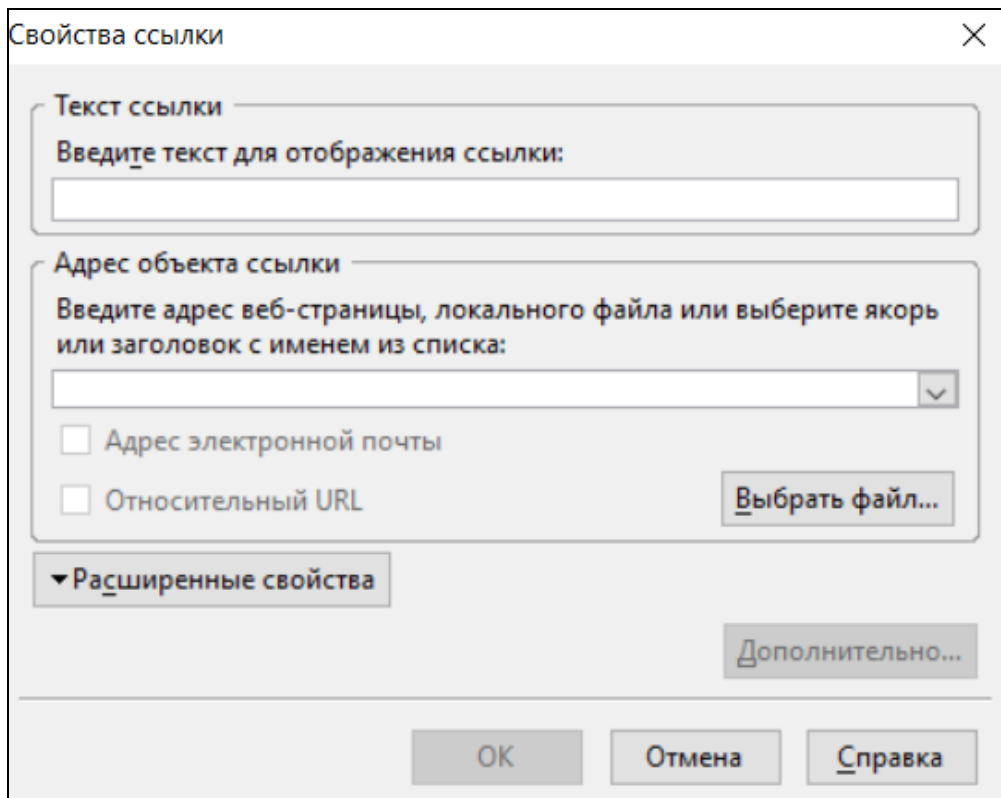 Свойства ссылки
Текст ссылки
Введите текст для отображения ссылки:
Адрес объекта ссылки
Введите адрес веб-страницы, локального файла или выберите якорь
или заголовок с именем из списка:
Адрес электронной почты
Относительный URL
Выбрать файл...
Расширенные свойства
Дополнительно...
OK
Отмена
Справка